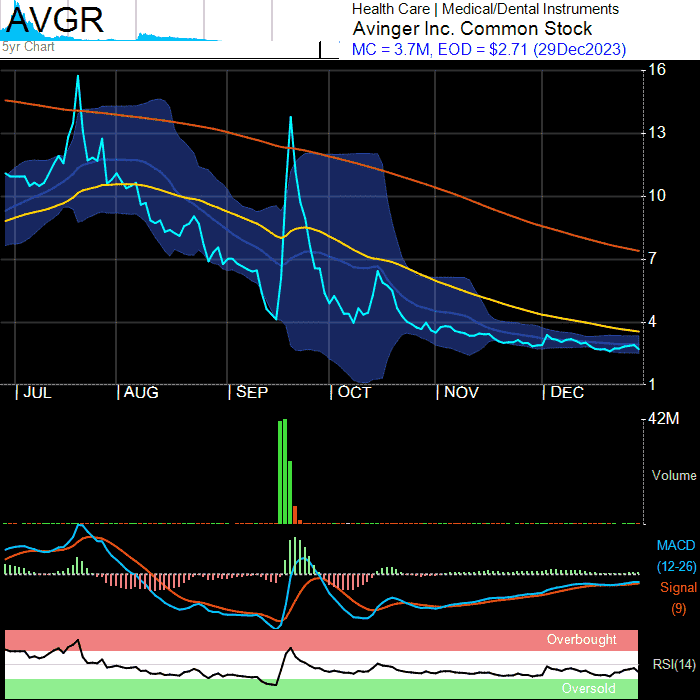 AVGR
5yr Chart
Health Care | Medical/Dental Instruments
Avinger Inc. Common Stock
MC = 3.7M, EOD = $2.71 (29Dec2023)
16
13
10
7
4
1
JUL AUG SEP OCT NOV DEC
42M
Volume
MACD
(12-26)
Signal
(9)
Overbought
RSI(14)
Oversold